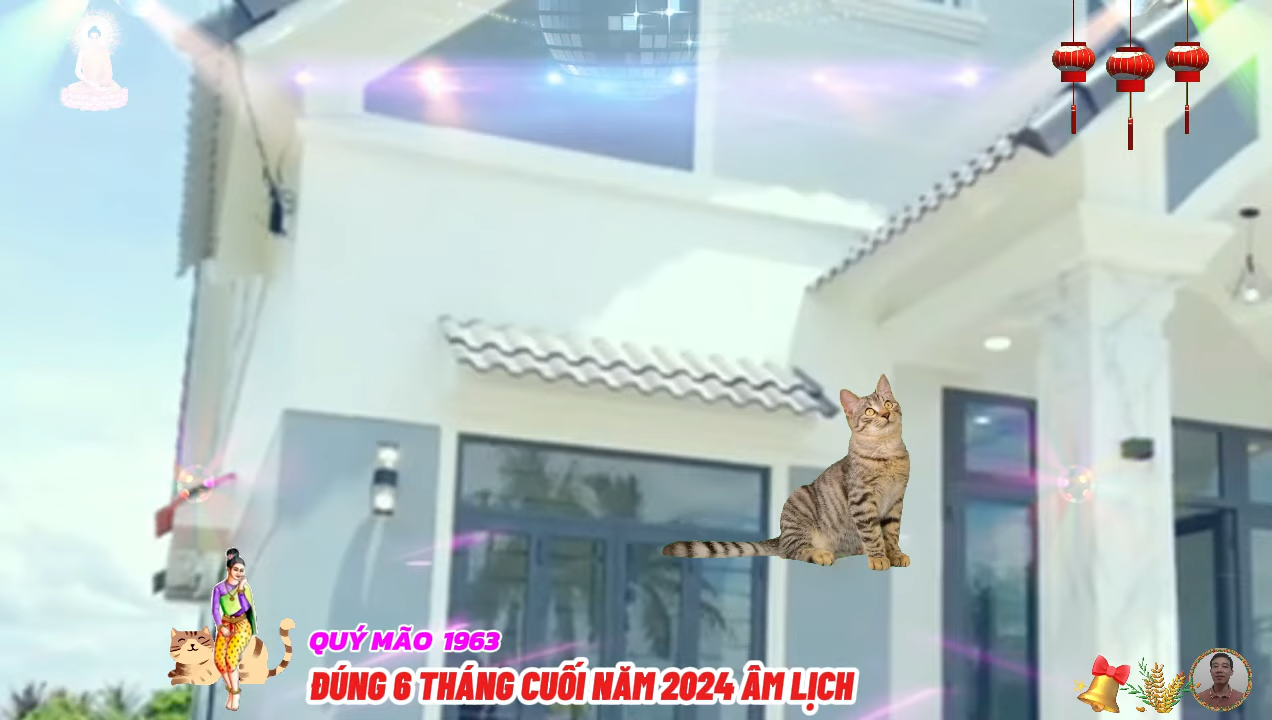 QUÝ MÃO 1963
ĐÚNG 6 THÁNG CUỐI NĂM 2024 ÂM LỊCH